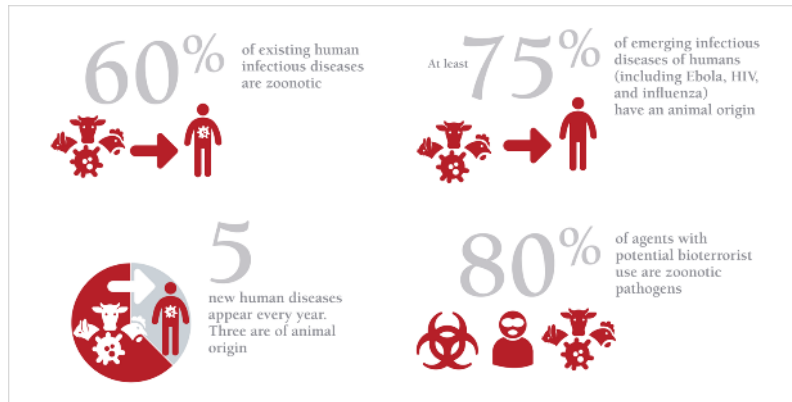 60%
of existing human
infectious diseases
are zoonotic
At least
75%
of emerging infectious
diseases of humans
(including Ebola, HIV,
and influenza)
have an animal origin
5
new human diseases
appear every year.
Three are of animal
origin
80%
of agents with
potential bioterrorist
use are zoonotic
pathogens